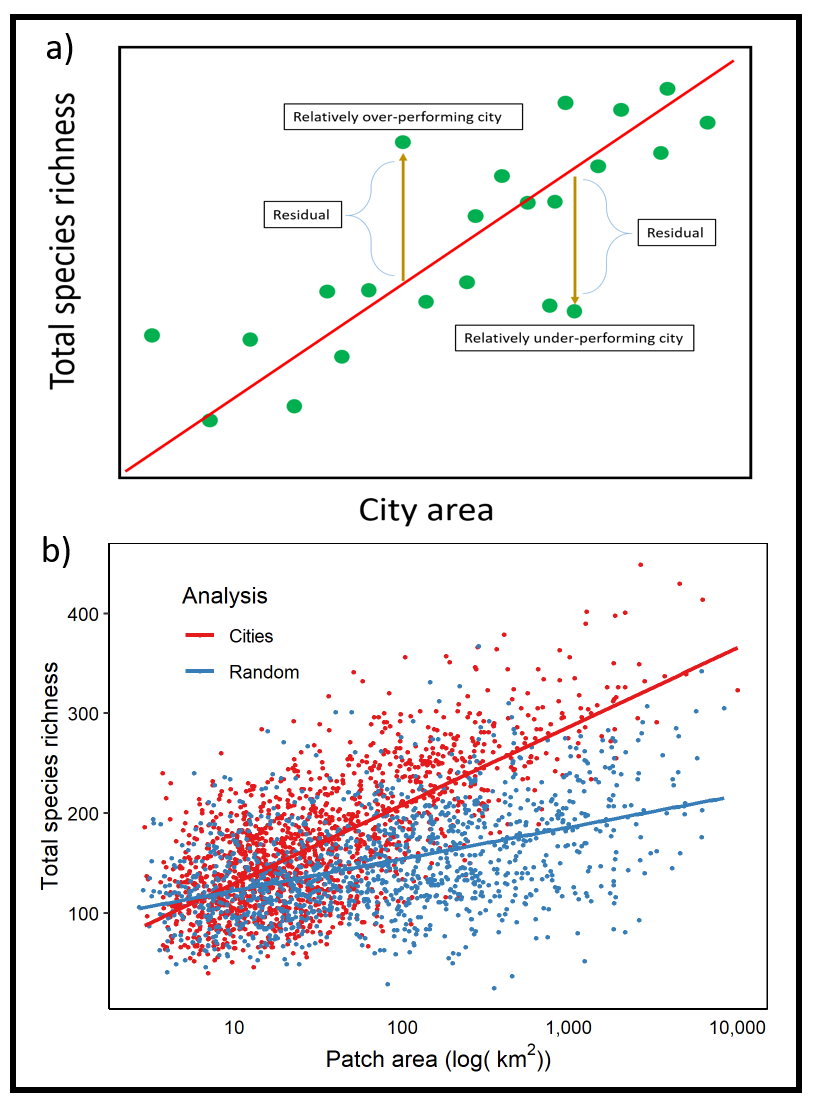 a)
Total species richness
Relatively over-performing city
Residual
Residual
Relatively under-performing city
City area
b)
Total species richness
Analysis
Cities
Random
400
300
200
100
10
100
1,000
10,000
Patch area (log( km²))